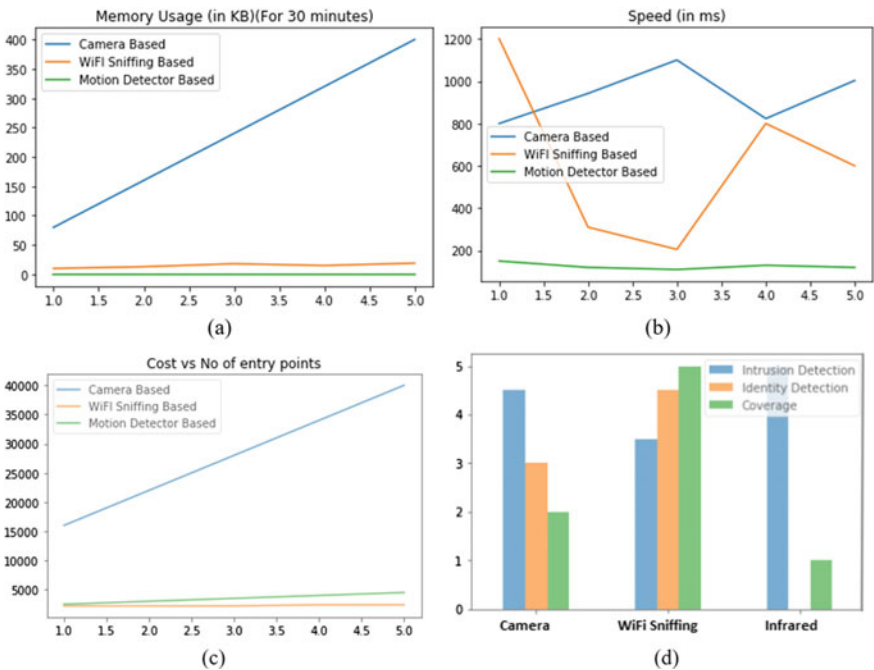 Memory Usage (in KB)(For 30 minutes)
400
350
300
250
200
150
100
50
0
Camera Based
WiFI Sniffing Based
Motion Detector Based
1.0 1.5 2.0 2.5 3.0 3.5 4.0 4.5 5.0
(a)
Speed (in ms)
1200
1000
800
600
400
200
Camera Based
WiFI Sniffing Based
Motion Detector Based
1.0 1.5 2.0 2.5 3.0 3.5 4.0 4.5 5.0
(b)
Cost vs No of entry points
40000
35000
30000
25000
20000
15000
10000
5000
Camera Based
WiFI Sniffing Based
Motion Detector Based
1.0 1.5 2.0 2.5 3.0 3.5 4.0 4.5 5.0
(c)
5
4
3
2
1
0
Intrusion Detection
Identity Detection
Coverage
Camera WiFi Sniffing Infrared
(d)